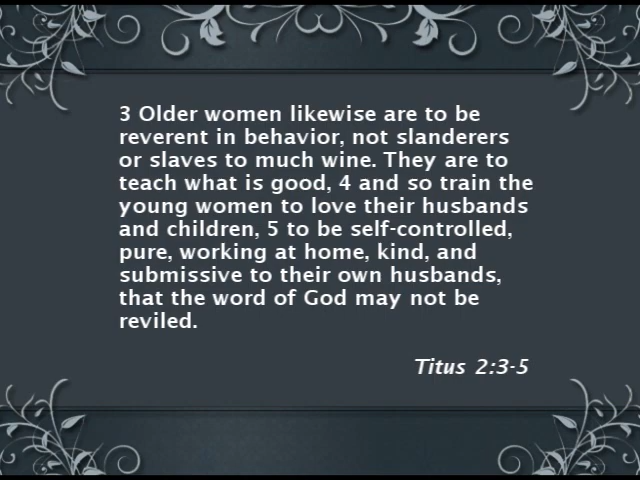 3 Older women likewise are to be
reverent in behavior, not slanderers
or slaves to much wine. They are to
teach what is good, 4 and so train the
young women to love their husbands
and children, 5 to be self-controlled,
pure, working at home, kind, and
submissive to their own husbands,
that the word of God may not be
reviled.
Titus 2:3-5